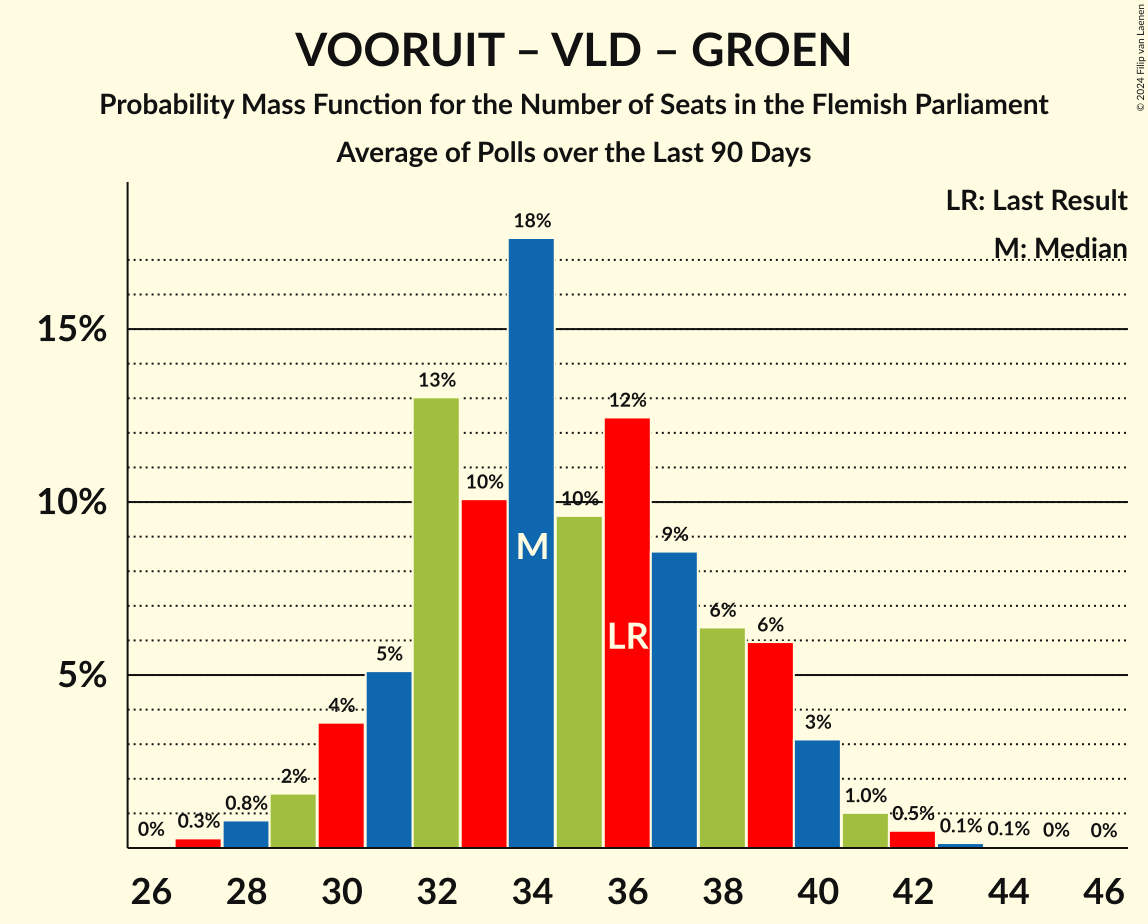 VOORUIT – VLD – GROEN
Probability Mass Function for the Number of Seats in the Flemish Parliament
Average of Polls over the Last 90 Days
© 2024 Filip van Laenen
LR: Last Result
M: Median
15%
10%
5%
0%
0.3%
0.8%
2%
4%
5%
13%
10%
18%
10%
12%
9%
6%
6%
3%
1.0%
0.5%
0.1%
0.1%
0%
0%
M
LR
26 28 30 32 34 36 38 40 42 44 46